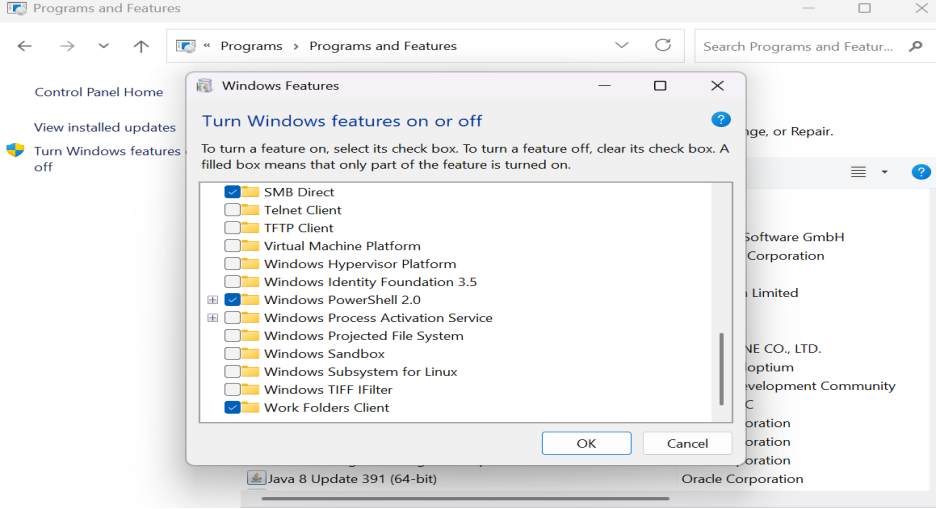 Programs and Features
« Programs > Programs and Features
Search Programs and Featur...
Control Panel Home
View installed updates
Turn Windows features
off
Windows Features
Turn Windows features on or off
To turn a feature on, select its check box. To turn a feature off, clear its check box. A
filled box means that only part of the feature is turned on.
SMB Direct
Telnet Client
TFTP Client
Virtual Machine Platform
Windows Hypervisor Platform
Windows Identity Foundation 3.5
Windows PowerShell 2.0
Windows Process Activation Service
Windows Projected File System
Windows Sandbox
Windows Subsystem for Linux
Windows TIFF IFilter
Work Folders Client
OK Cancel
nge, or Repair.
Software GmbH
Corporation
Limited
NE CO., LTD.
optium
evelopment Community
C
oration
oration
oration
Java 8 Update 391 (64-bit) Oracle Corporation